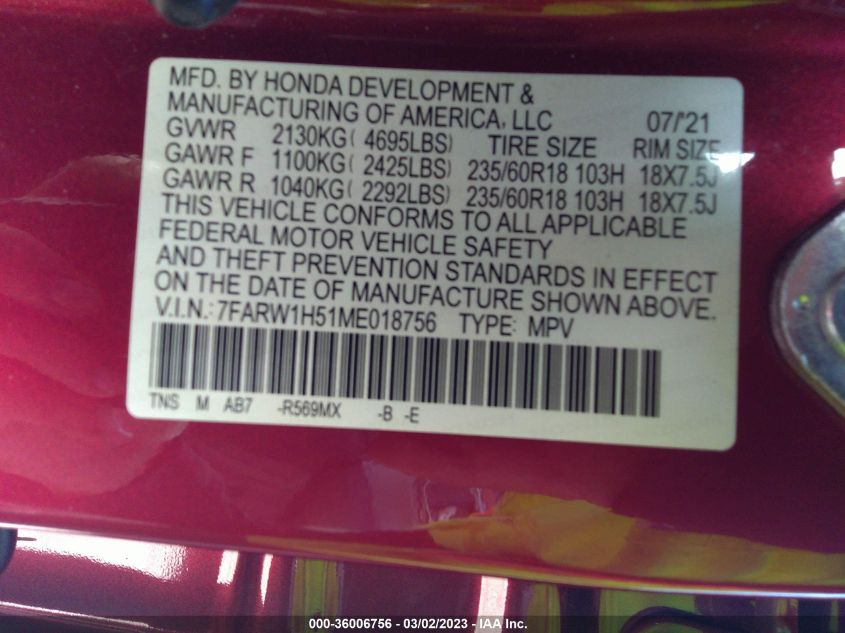 MFD. BY HONDA DEVELOPMENT &
MANUFACTURING OF AMERICA, LLC 07/'21
GVWR 2130KG( 4695LBS) TIRE SIZE RIM SIZE
GAWR F 1100KG( 2425LBS) 235/60R18 103H 18X7.5J
GAWR R 1040KG( 2292LBS) 235/60R18 103H 18X7.5J
THIS VEHICLE CONFORMS TO ALL APPLICABLE
FEDERAL MOTOR VEHICLE SAFETY
AND THEFT PREVENTION STANDARDS IN EFFECT
ON THE DATE OF MANUFACTURE SHOWN ABOVE.
V.I.N.: 7FARW1H51ME018756 TYPE: MPV
TNS M AB7 -R569MX -B -E
000-36006756 - 03/02/2023 - IAA Inc.